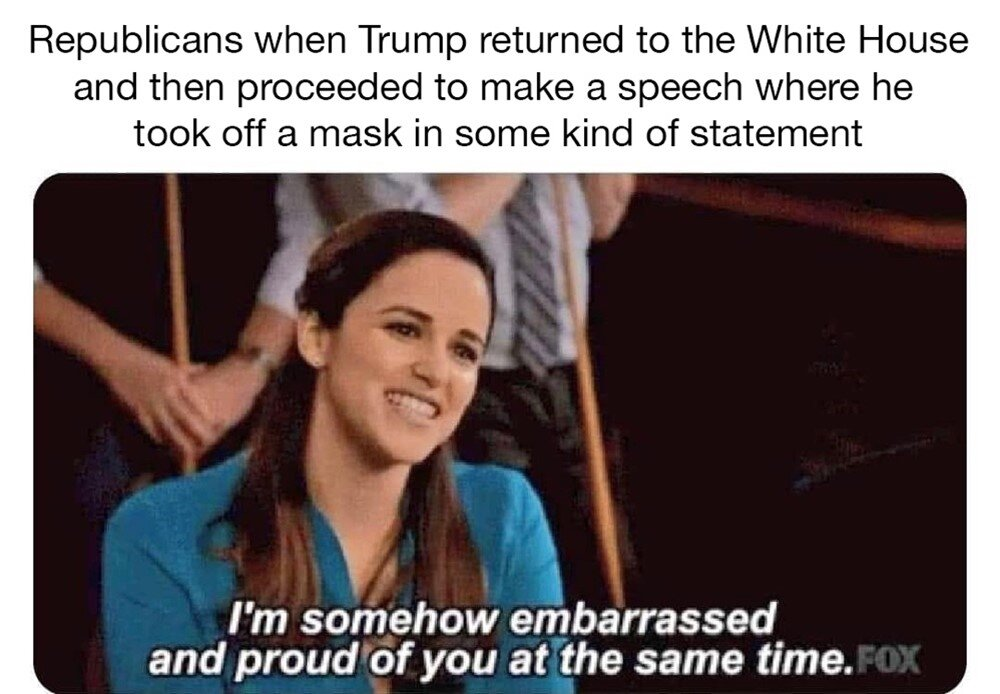 Republicans when Trump returned to the White House
and then proceeded to make a speech where he
took off a mask in some kind of statement
I'm somehow embarrassed
and proud of you at the same time. FOX